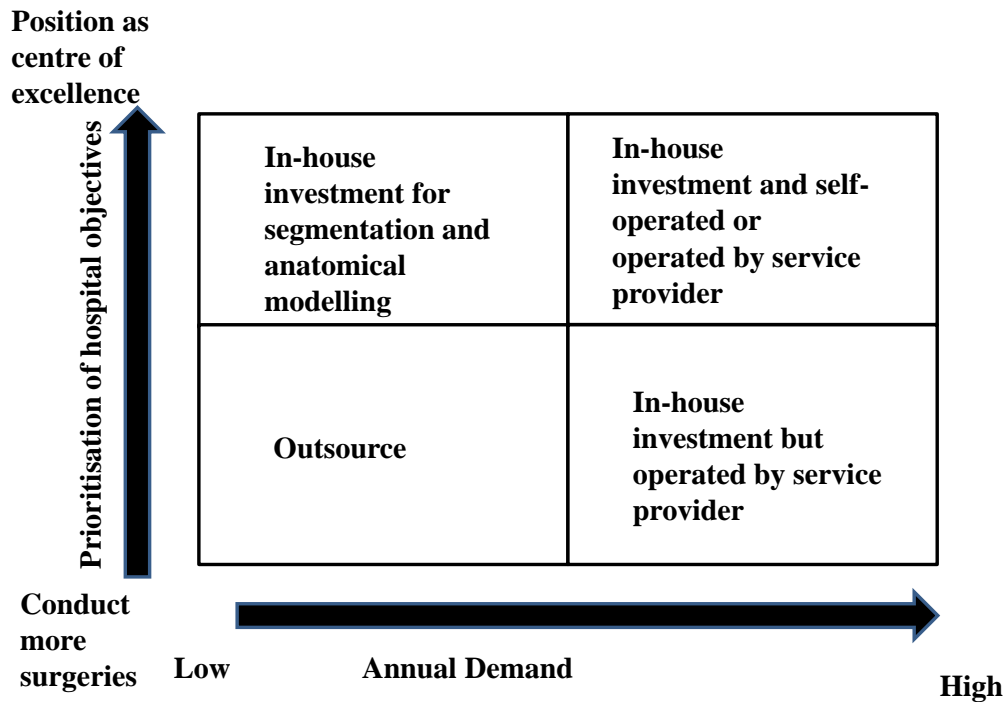 Position as
centre of
excellence
Prioritisation of hospital objectives
In-house
investment for
segmentation and
anatomical
modelling
In-house
investment and self-
operated or
operated by service
provider
Outsource
In-house
investment but
operated by service
provider
Conduct
more
surgeries
Low
Annual Demand
High